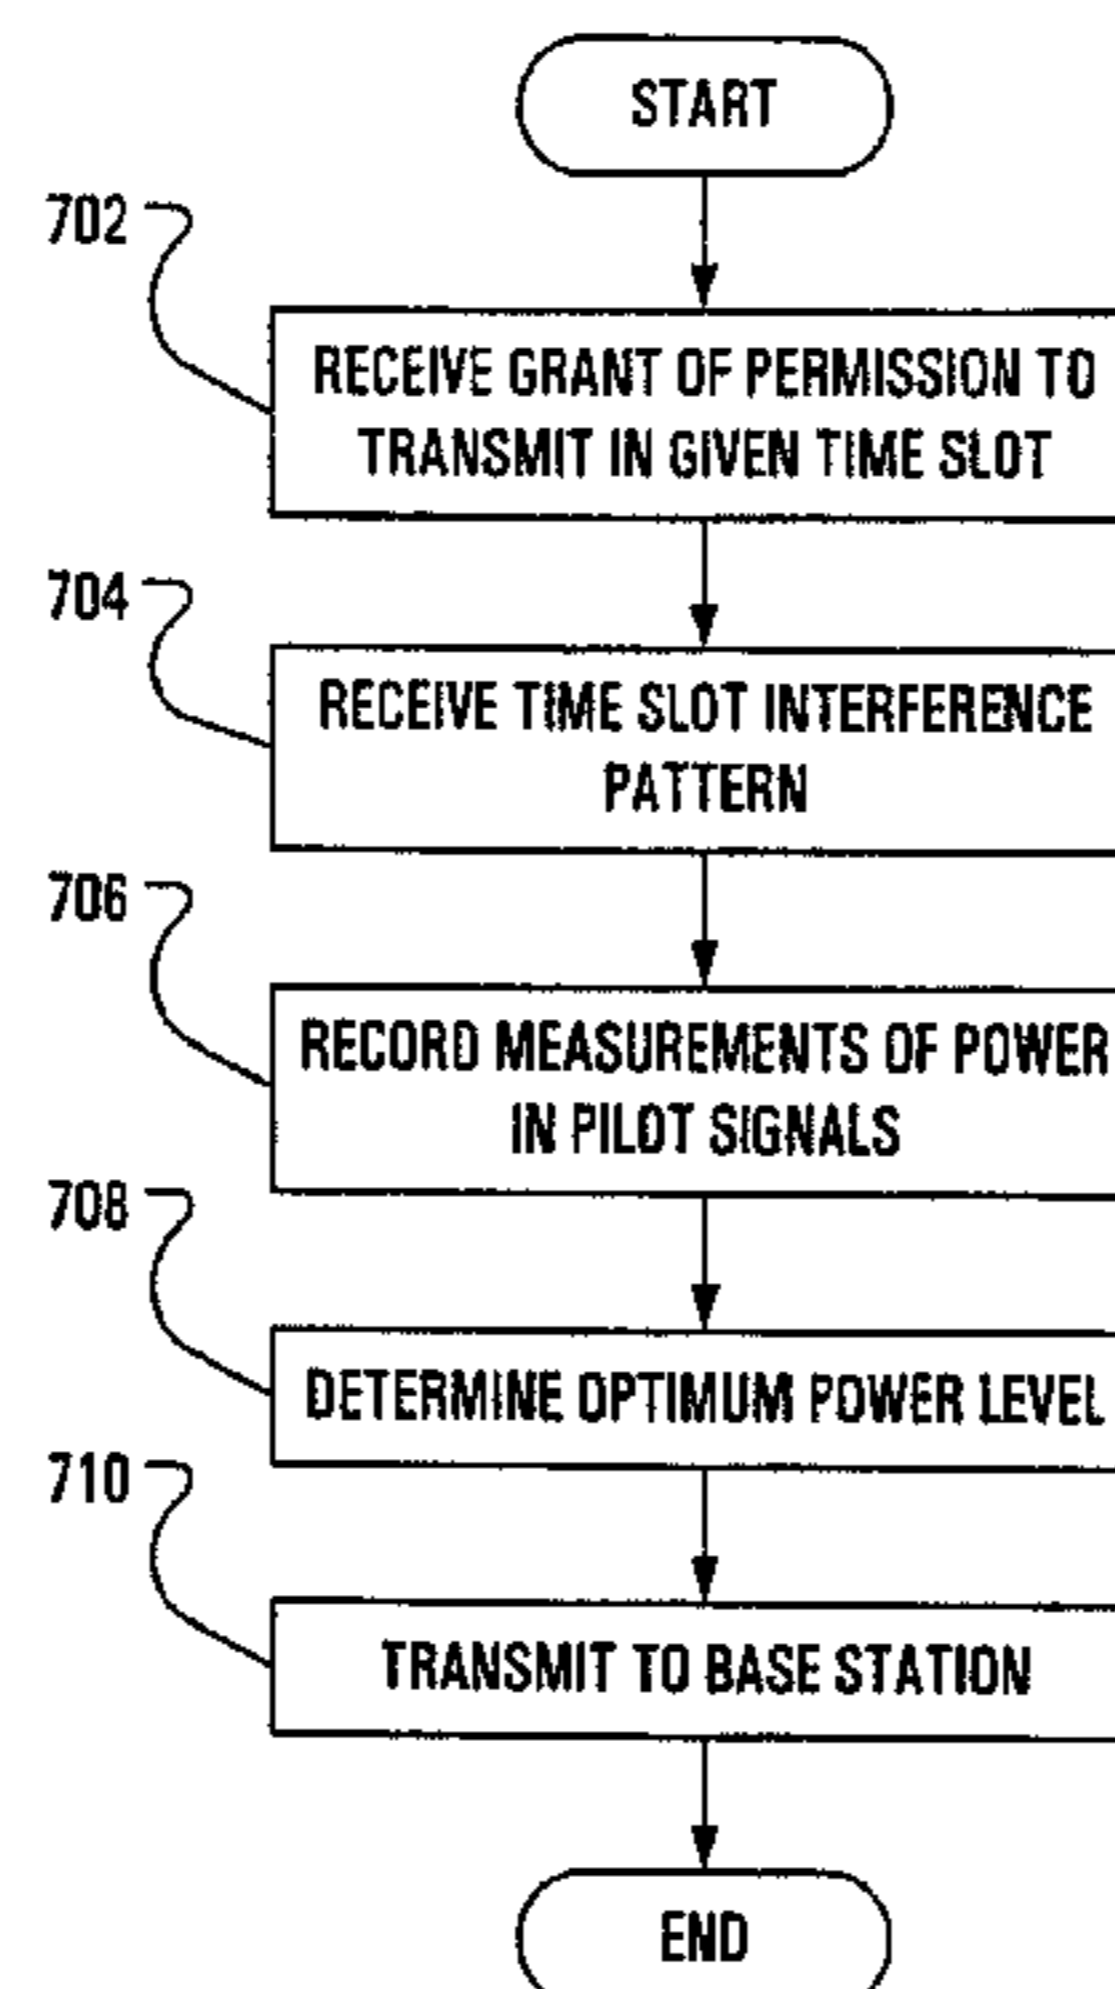 START
702
RECEIVE GRANT OF PERMISSION TO
TRANSMIT IN GIVEN TIME SLOT
704
RECEIVE TIME SLOT INTERFERENCE
PATTERN
706
RECORD MEASUREMENTS OF POWER
IN PILOT SIGNALS
708
DETERMINE OPTIMUM POWER LEVEL
710
TRANSMIT TO BASE STATION
END